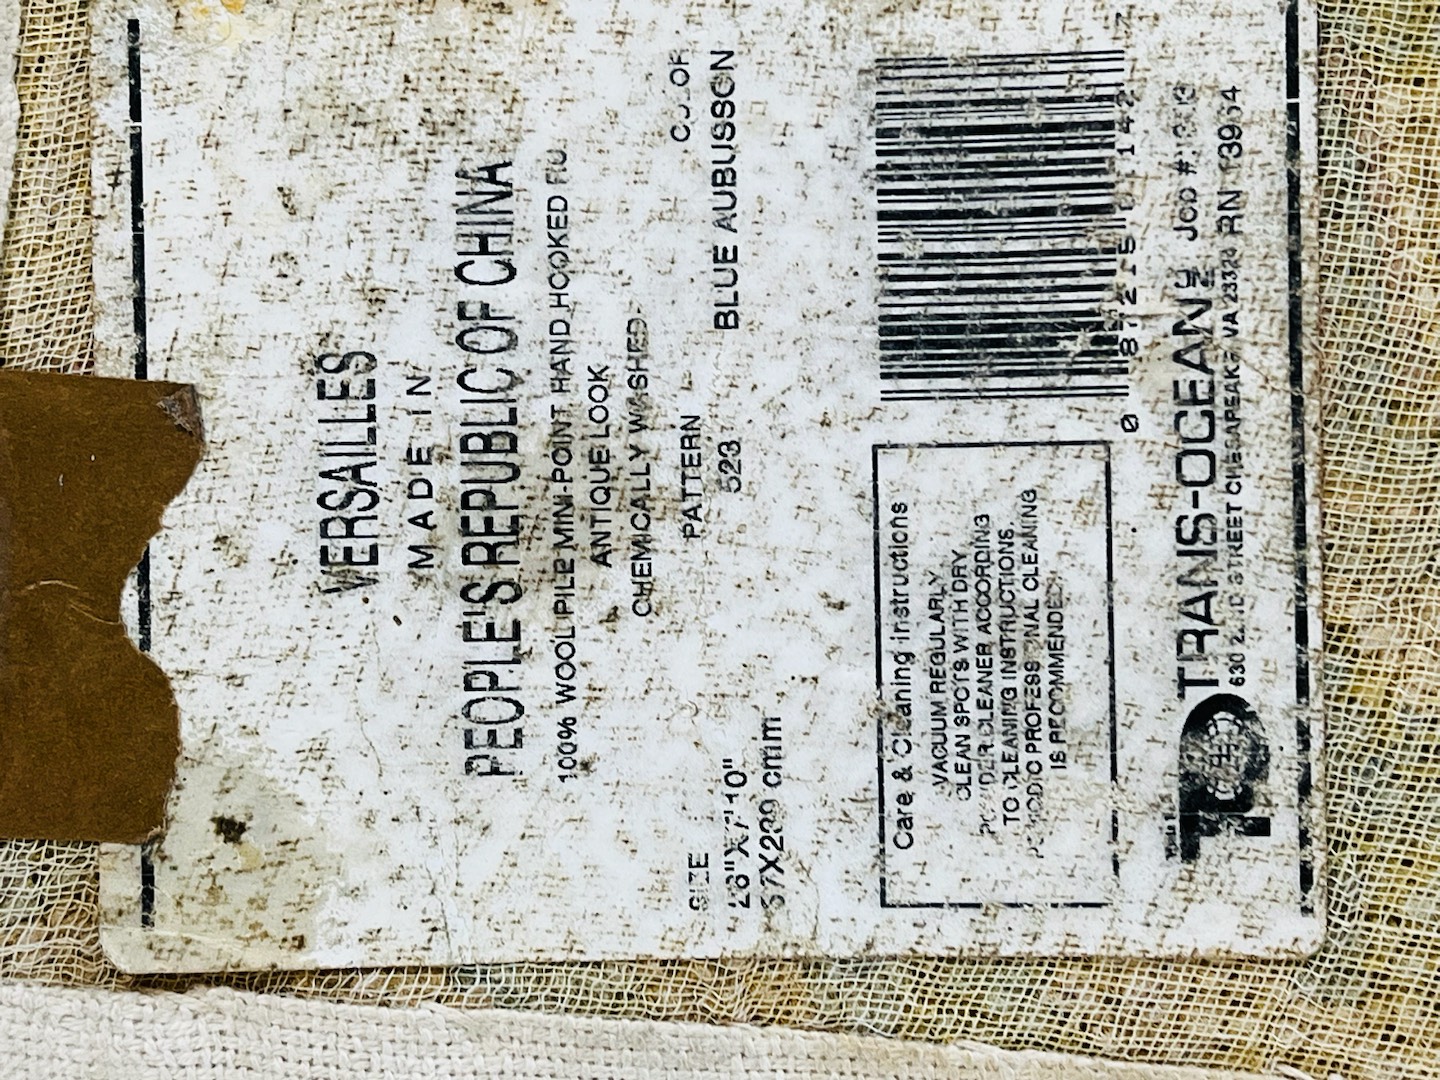 VERSAILLES
MADE IN
PEOPLE'S REPUBLIC OF CHINA
100% WOOL PILE MINI-POINT HAND HOOKED
ANTIQUE LOOK
CHEMICALLY WASHED
SIZE PATTERN COLOR
523 BLUE AUBUSSON
Care & Cleaning Instructions
VACUUM REGULARLY
CLEAN SPOTS WITH DRY
POWDER CLEANER ACCORDING
TO CLEANING INSTRUCTIONS.
PERIODIC PROFESSIONAL CLEANING
IS RECOMMENDED
TRANS-OCEAN
STREET CHESAPEAKE VA 23324 RN